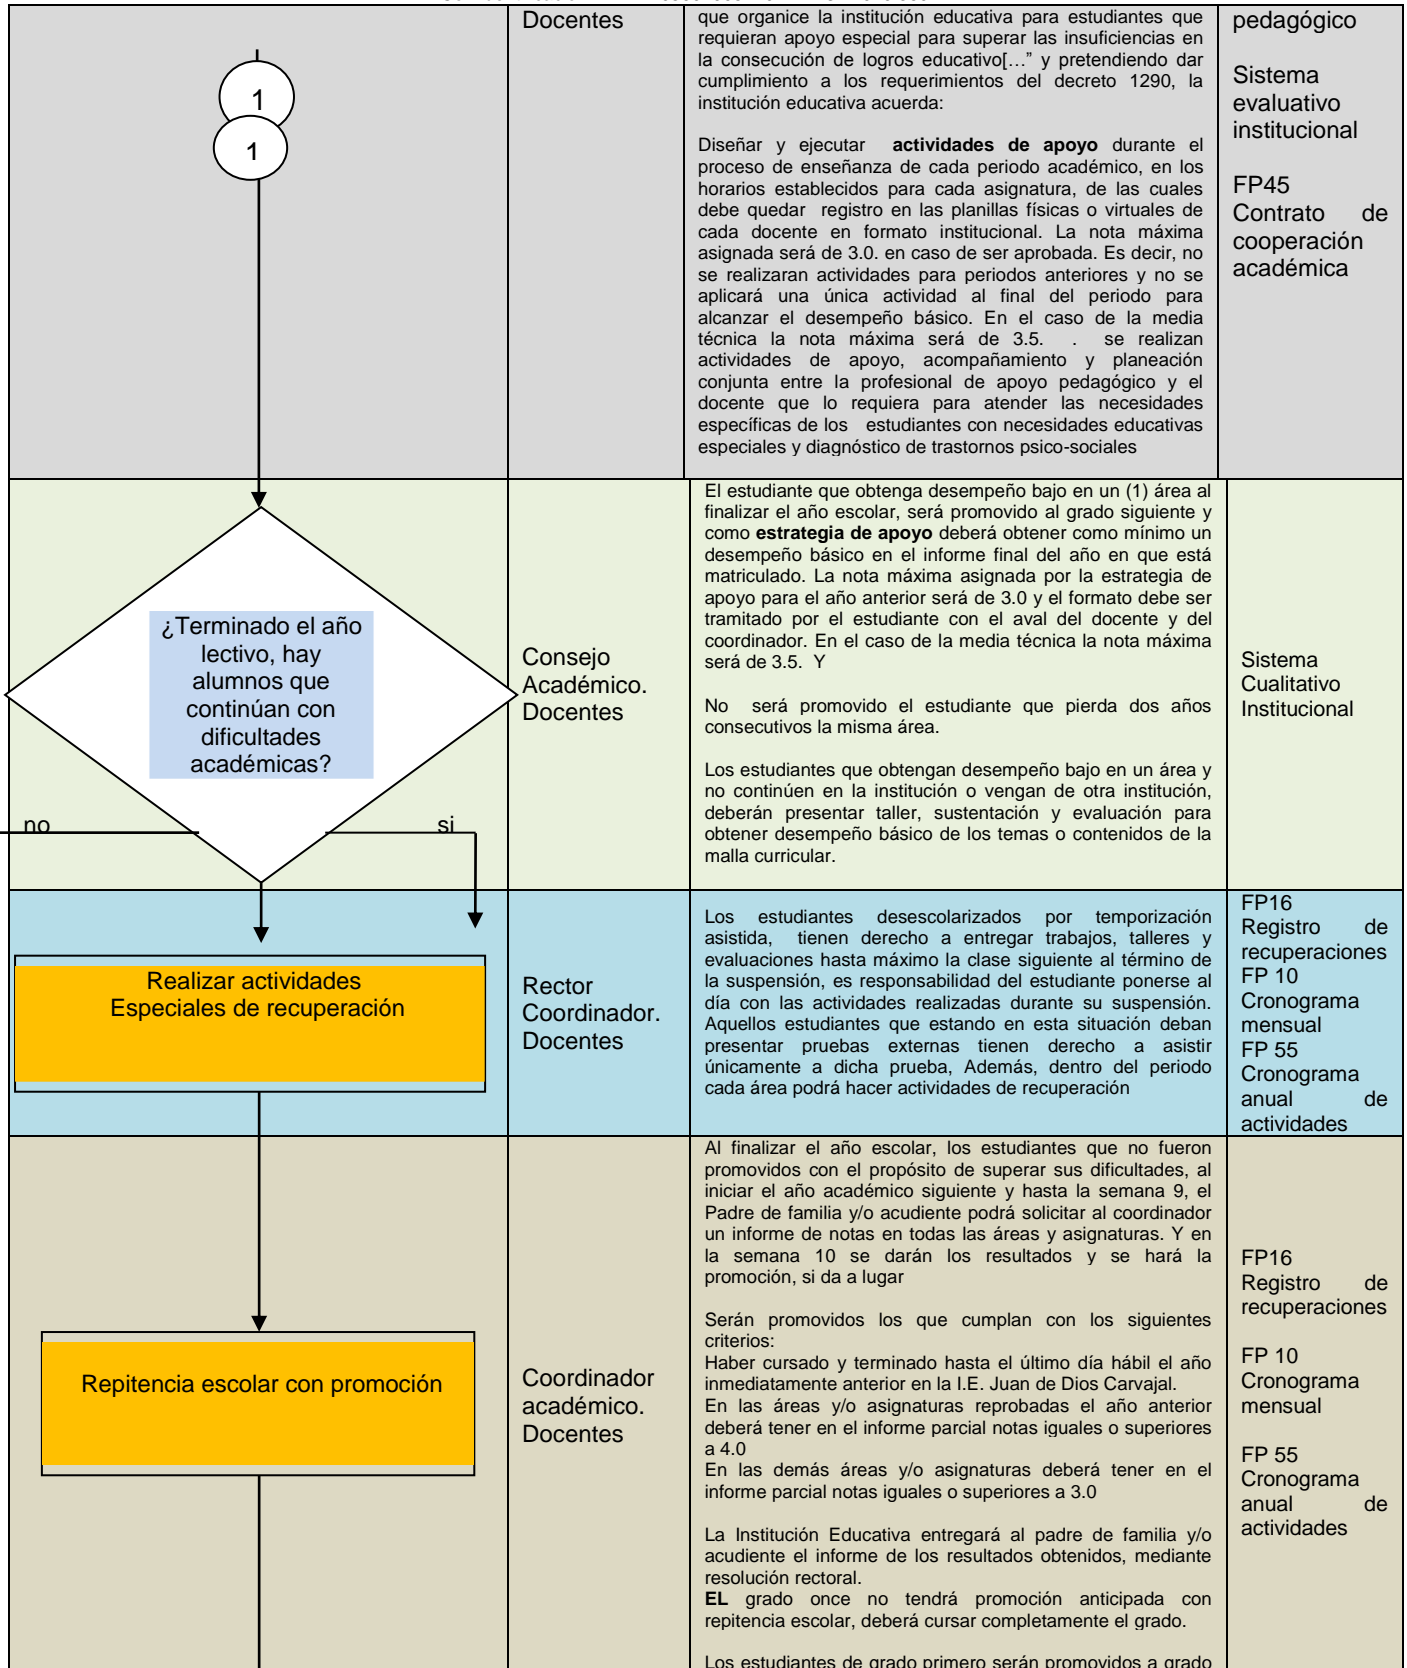 Docentes
que organice la institución educativa para estudiantes que
requieran apoyo especial para superar las insuficiencias en
la consecución de logros educativo[…” y pretendiendo dar
cumplimiento a los requerimientos del decreto 1290, la
institución educativa acuerda:
Diseñar y ejecutar actividades de apoyo durante el
proceso de enseñanza de cada periodo académico, en los
horarios establecidos para cada asignatura, de las cuales
debe quedar registro en las planillas físicas o virtuales de
cada docente en formato institucional. La nota máxima
asignada será de 3.0. en caso de ser aprobada. Es decir, no
se realizaran actividades para periodos anteriores y no se
aplicará una única actividad al final del periodo para
alcanzar el desempeño básico. En el caso de la media
técnica la nota máxima será de 3.5. . se realizan
actividades de apoyo, acompañamiento y planeación
conjunta entre la profesional de apoyo pedagógico y el
docente que lo requiera para atender las necesidades
específicas de los estudiantes con necesidades educativas
especiales y diagnóstico de trastornos psico-sociales
pedagógico
Sistema
evaluativo
institucional
FP45
Contrato de
cooperación
académica
1
1
¿Terminado el año
lectivo, hay
alumnos que
continúan con
dificultades
académicas?
no
si
Consejo
Académico.
Docentes
El estudiante que obtenga desempeño bajo en un (1) área al
finalizar el año escolar, será promovido al grado siguiente y
como estrategia de apoyo deberá obtener como mínimo un
desempeño básico en el informe final del año en que está
matriculado. La nota máxima asignada por la estrategia de
apoyo para el año anterior será de 3.0 y el formato debe ser
tramitado por el estudiante con el aval del docente y del
coordinador. En el caso de la media técnica la nota máxima
será de 3.5. Y
No será promovido el estudiante que pierda dos años
consecutivos la misma área.
Los estudiantes que obtengan desempeño bajo en un área y
no continúen en la institución o vengan de otra institución,
deberán presentar taller, sustentación y evaluación para
obtener desempeño básico de los temas o contenidos de la
malla curricular.
Sistema
Cualitativo
Institucional
Realizar actividades
Especiales de recuperación
Rector
Coordinador.
Docentes
Los estudiantes desescolarizados por temporización
asistida, tienen derecho a entregar trabajos, talleres y
evaluaciones hasta máximo la clase siguiente al término de
la suspensión, es responsabilidad del estudiante ponerse al
día con las actividades realizadas durante su suspensión.
Aquellos estudiantes que estando en esta situación deban
presentar pruebas externas tienen derecho a asistir
únicamente a dicha prueba, Además, dentro del periodo
cada área podrá hacer actividades de recuperación
FP16
Registro de
recuperaciones
FP 10
Cronograma
mensual
FP 55
Cronograma
anual de
actividades
Repitencia escolar con promoción
Coordinador
académico.
Docentes
Al finalizar el año escolar, los estudiantes que no fueron
promovidos con el propósito de superar sus dificultades, al
iniciar el año académico siguiente y hasta la semana 9, el
Padre de familia y/o acudiente podrá solicitar al coordinador
un informe de notas en todas las áreas y asignaturas. Y en
la semana 10 se darán los resultados y se hará la
promoción, si da a lugar
Serán promovidos los que cumplan con los siguientes
criterios:
Haber cursado y terminado hasta el último día hábil el año
inmediatamente anterior en la I.E. Juan de Dios Carvajal.
En las áreas y/o asignaturas reprobadas el año anterior
deberá tener en el informe parcial notas iguales o superiores
a 4.0
En las demás áreas y/o asignaturas deberá tener en el
informe parcial notas iguales o superiores a 3.0
La Institución Educativa entregará al padre de familia y/o
acudiente el informe de los resultados obtenidos, mediante
resolución rectoral.
EL grado once no tendrá promoción anticipada con
repitencia escolar, deberá cursar completamente el grado.
Los estudiantes de grado primero serán promovidos a grado
FP16
Registro de
recuperaciones
FP 10
Cronograma
mensual
FP 55
Cronograma
anual de
actividades